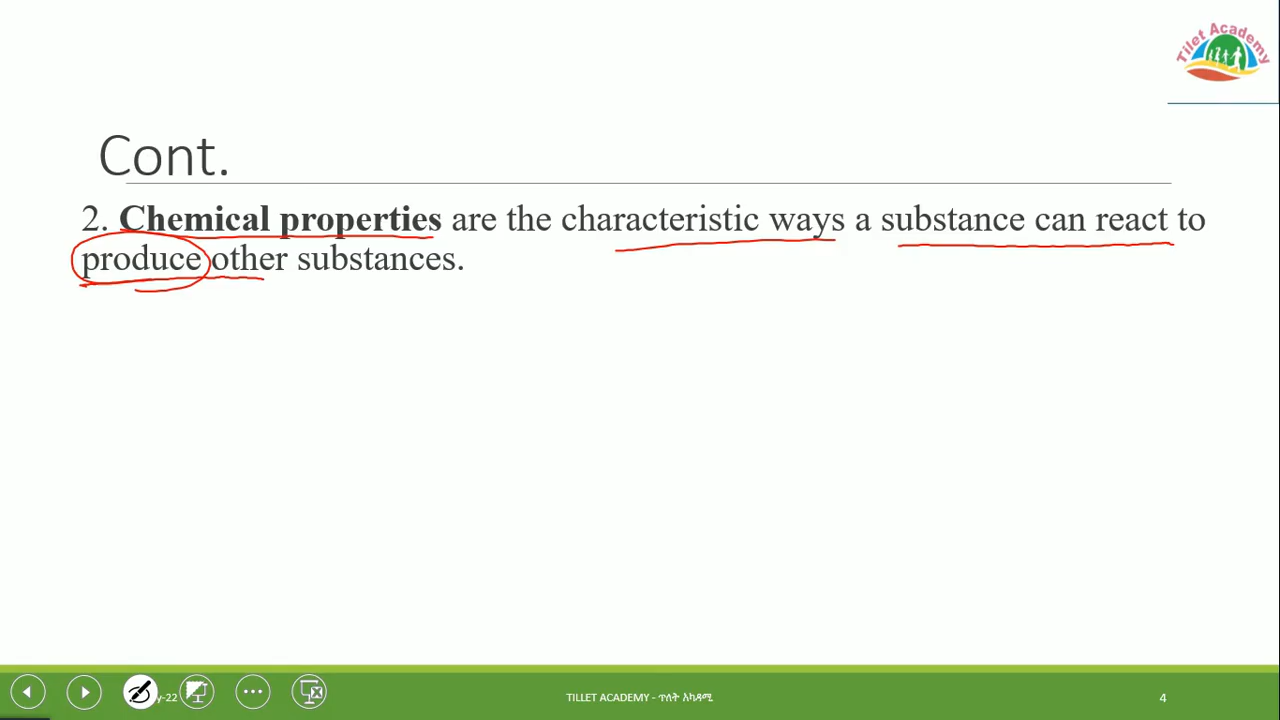 Tilet Academy
Cont.
2. Chemical properties are the characteristic ways a substance can react to
produce other substances.
y-22
TILLET ACADEMY - ጥለት አካዳሚ
4